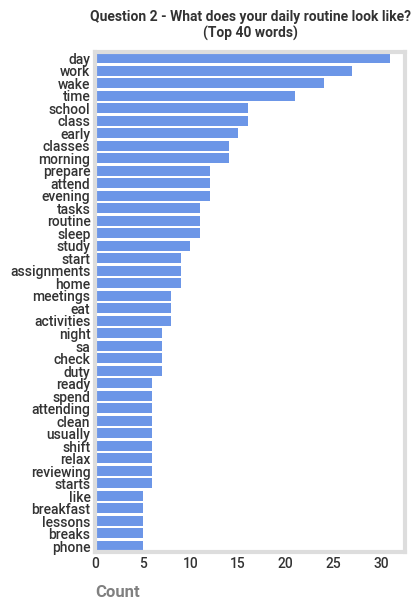 Question 2 - What does your daily routine look like?
(Top 40 words)
day
work
wake
time
school
class
early
classes
morning
prepare
attend
evening
tasks
routine
sleep
study
start
assignments
home
meetings
eat
activities
night
sa
check
duty
ready
spend
attending
clean
usually
shift
relax
reviewing
starts
like
breakfast
lessons
breaks
phone
0 5 10 15 20 25 30
Count